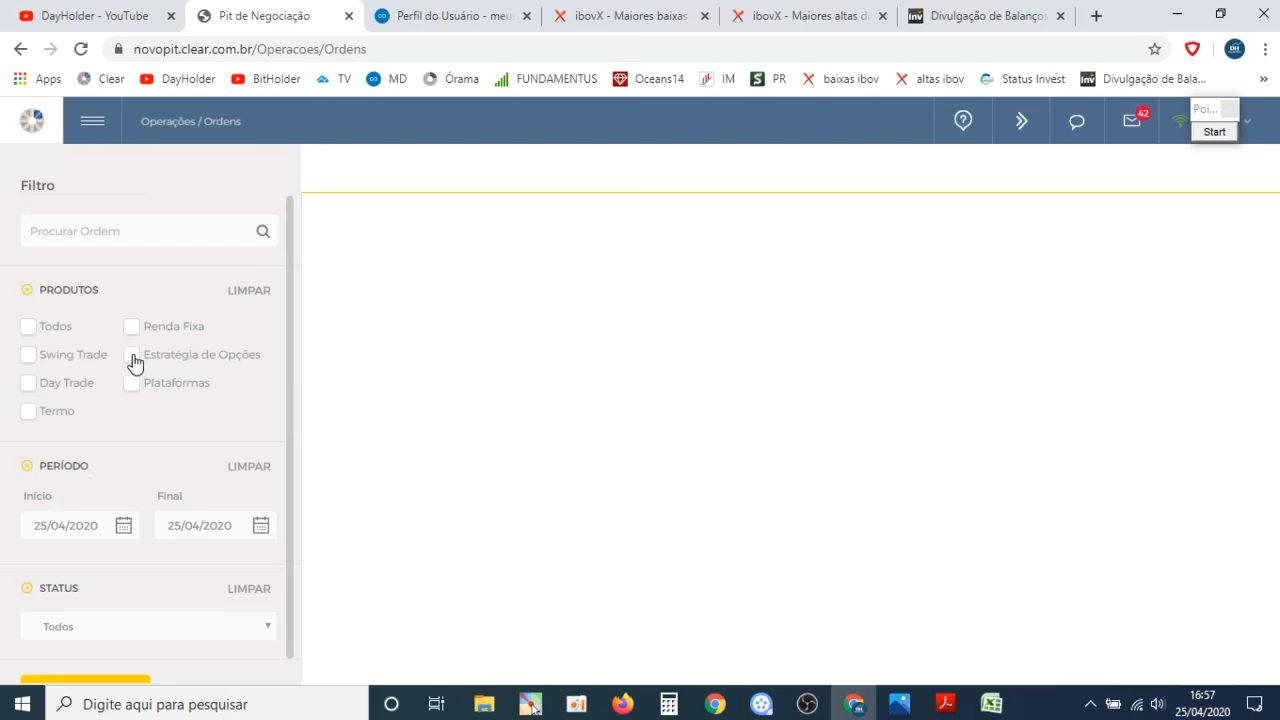 DayHolder - YouTube
Pit de Negociação
Perfil do Usuário - meus
ibovX - Maiores baixas
ibovX - Maiores altas d
Divulgação de Balanços
novopit.clear.com.br/Operacoes/Ordens
Apps Clear DayHolder BitHolder TV MD Órama FUNDAMENTUS Oceans14 IM PR baixas ibov altas ibov Status Invest Divulgação de Bala... »
Operações / Ordens
42
Poi...
Start
Filtro
Procurar Ordem
PRODUTOS LIMPAR
Todos Renda Fixa
Swing Trade Estratégia de Opções
Day Trade Plataformas
Termo
PERÍODO LIMPAR
Início Final
25/04/2020 25/04/2020
STATUS LIMPAR
Todos
Digite aqui para pesquisar
16:57
25/04/2020